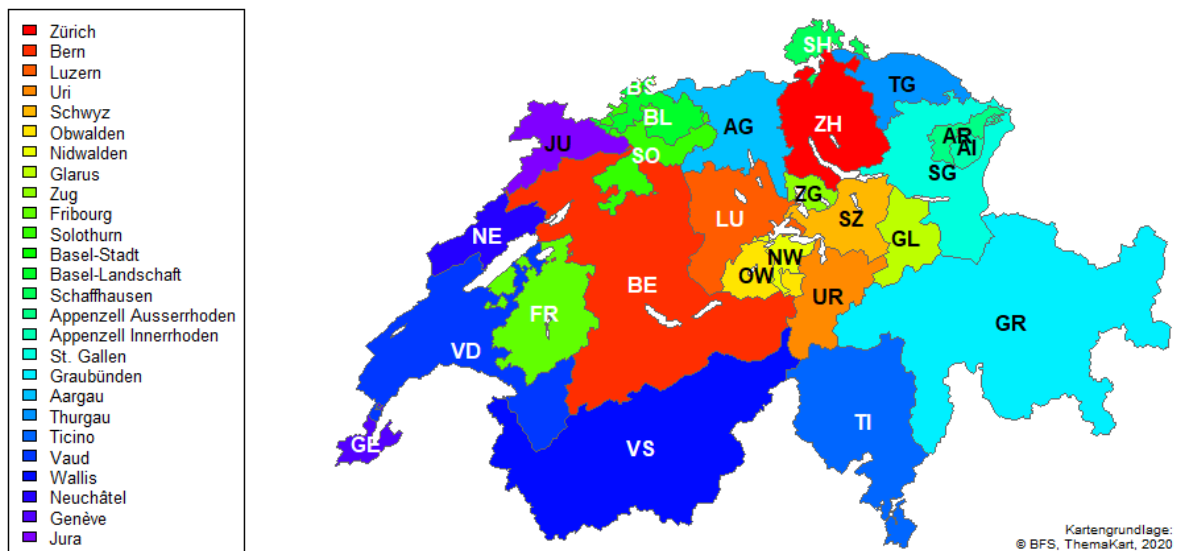 Zürich
Bern
Luzern
Uri
Schwyz
Obwalden
Nidwalden
Glarus
Zug
Fribourg
Solothurn
Basel-Stadt
Basel-Landschaft
Schaffhausen
Appenzell Ausserrhoden
Appenzell Innerrhoden
St. Gallen
Graubünden
Aargau
Thurgau
Ticino
Vaud
Wallis
Neuchâtel
Genève
Jura
SH
TG
BS
BL
AG
ZH
AR
AI
JU
SO
SG
ZG
LU
SZ
NE
GL
NW
OW
BE
UR
FR
GR
VD
TI
GE
VS
Kartengrundlage:
© BFS, ThemaKart, 2020